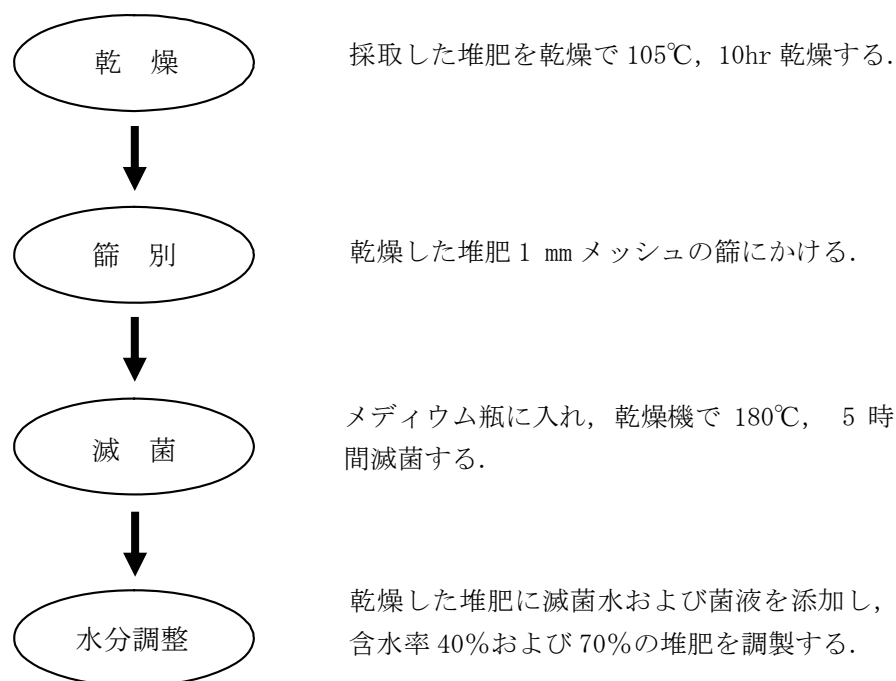 乾　燥
採取した堆肥を乾燥で 105℃, 10hr 乾燥する.
篩　別
乾燥した堆肥 1 mm メッシュの篩にかける.
滅　菌
メディウム瓶に入れ, 乾燥機で 180℃, 5 時
間滅菌する.
水分調整
乾燥した堆肥に滅菌水および菌液を添加し,
含水率 40%および 70%の堆肥を調製する.